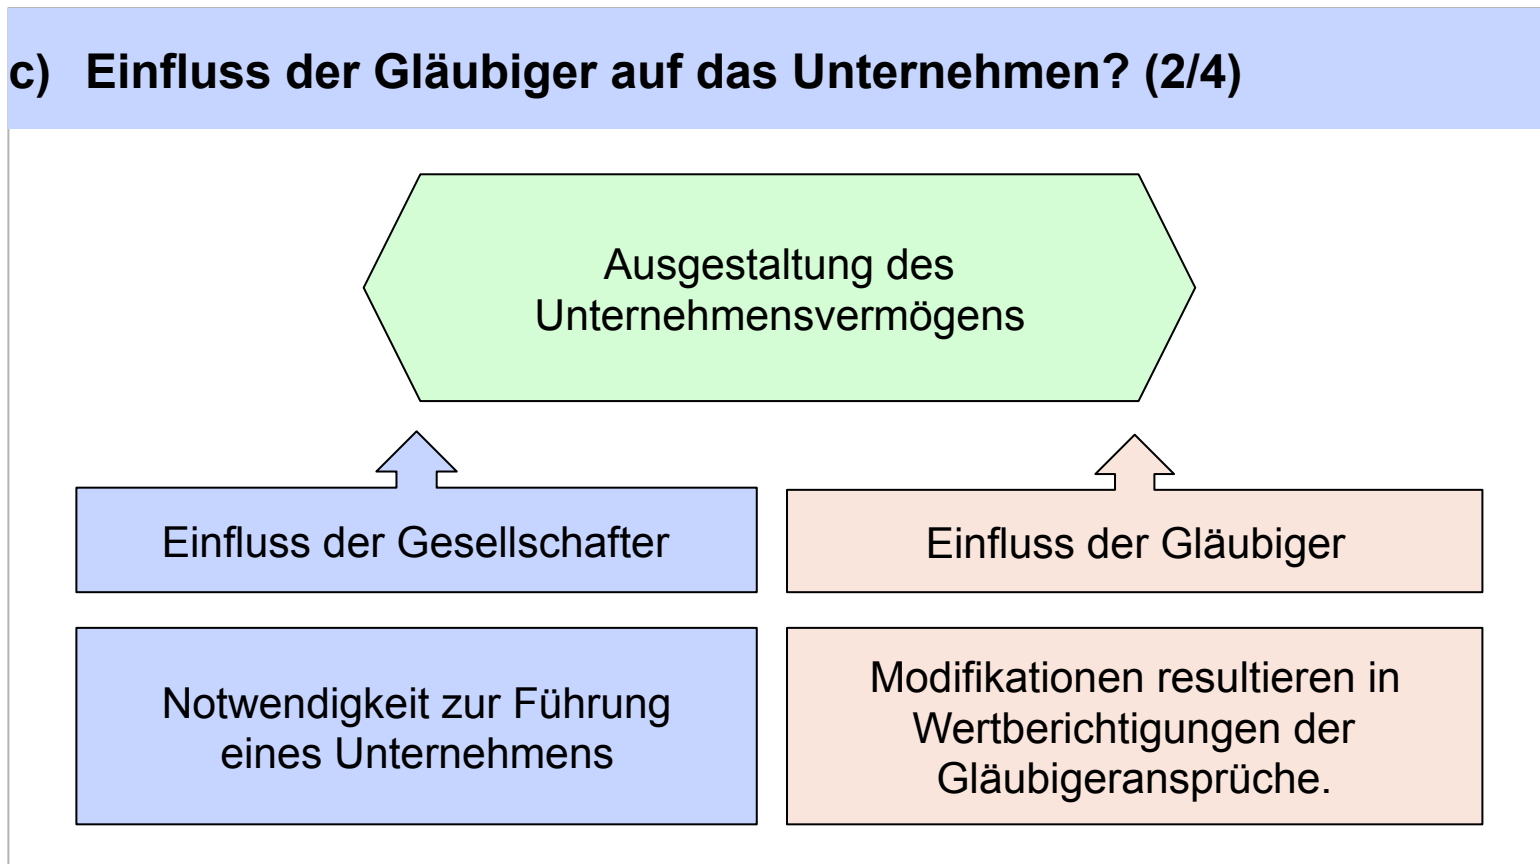 c) Einfluss der Gläubiger auf das Unternehmen? (2/4)
Ausgestaltung des
Unternehmensvermögens
Einfluss der Gesellschafter
Einfluss der Gläubiger
Notwendigkeit zur Führung
eines Unternehmens
Modifikationen resultieren in
Wertberichtigungen der
Gläubigeransprüche.